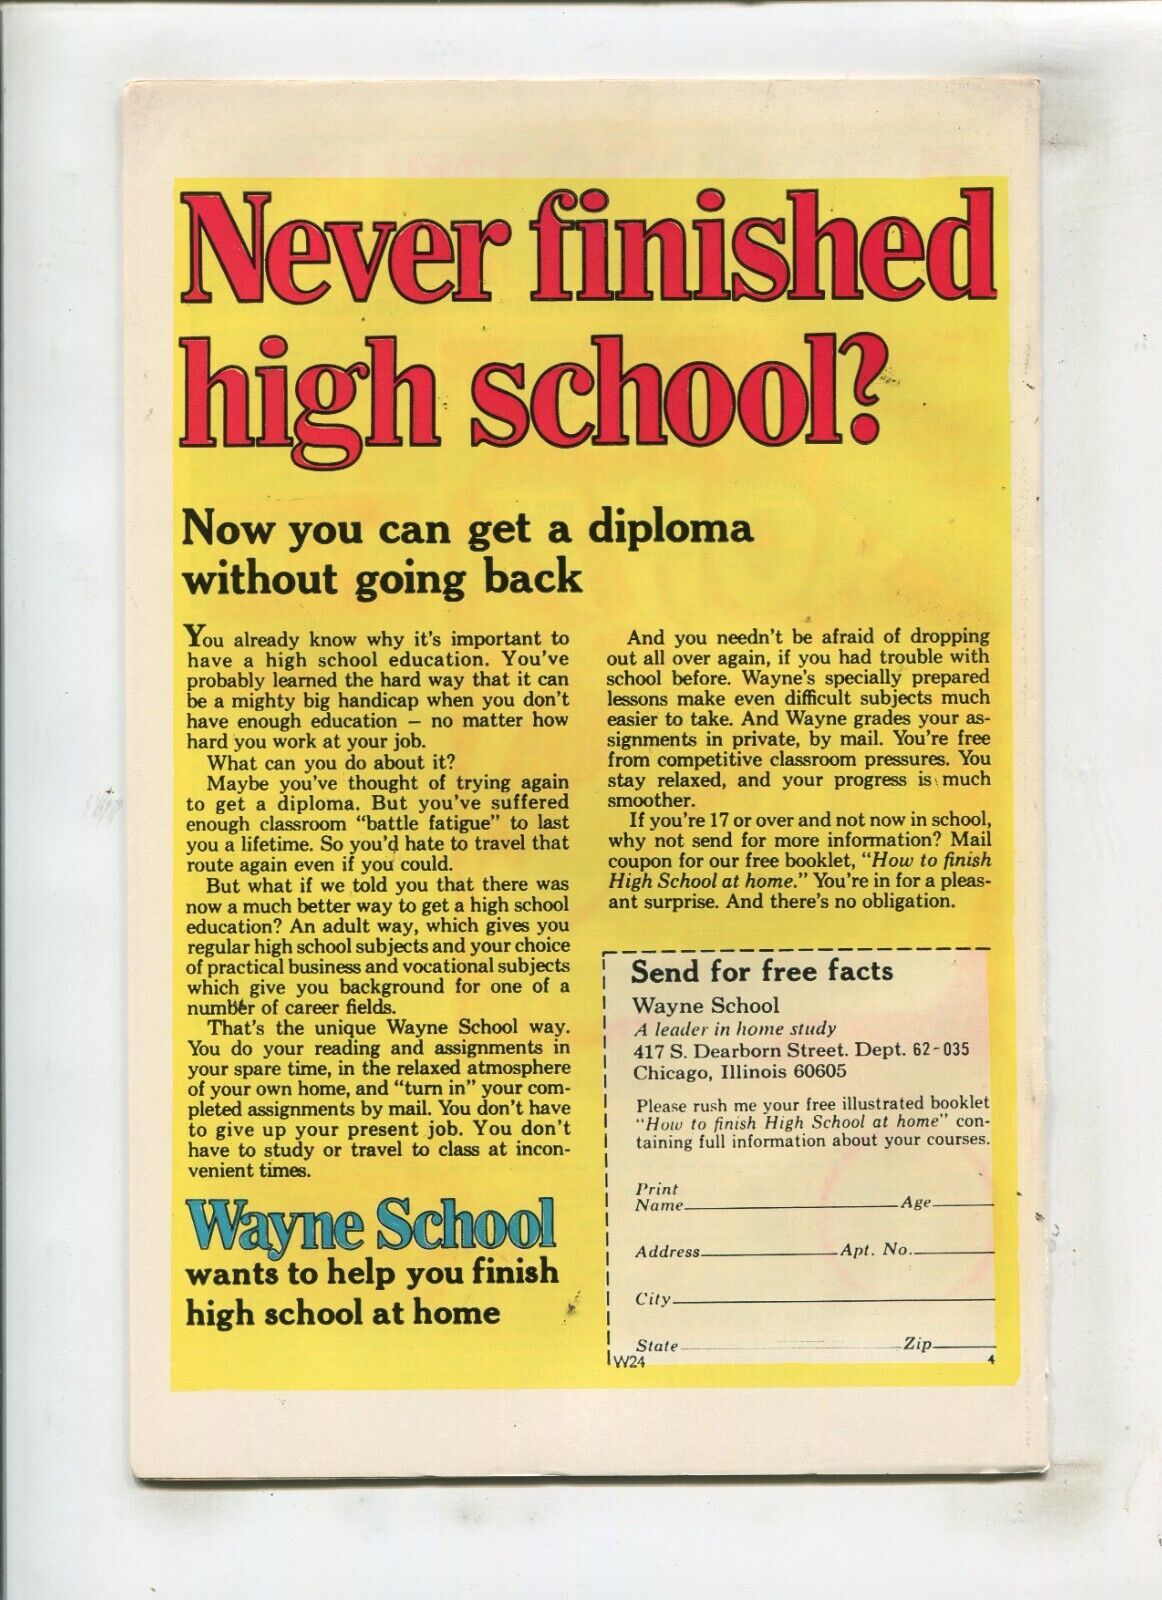 Never finished
high school?
Now you can get a diploma
without going back
You already know why it's important to
have a high school education. You've
probably learned the hard way that it can
be a mighty big handicap when you don't
have enough education – no matter how
hard you work at your job.
What can you do about it?
Maybe you've thought of trying again
to get a diploma. But you've suffered
enough classroom "battle fatigue" to last
you a lifetime. So you'd hate to travel that
route again even if you could.
But what if we told you that there was
now a much better way to get a high school
education? An adult way, which gives you
regular high school subjects and your choice
of practical business and vocational subjects
which give you background for one of a
number of career fields.
That's the unique Wayne School way.
You do your reading and assignments in
your spare time, in the relaxed atmosphere
of your own home, and "turn in" your com-
pleted assignments by mail. You don't have
to give up your present job. You don't
have to study or travel to class at incon-
venient times.
Wayne School
wants to help you finish
high school at home
And you needn't be afraid of dropping
out all over again, if you had trouble with
school before. Wayne's specially prepared
lessons make even difficult subjects much
easier to take. And Wayne grades your as-
signments in private, by mail. You're free
from competitive classroom pressures. You
stay relaxed, and your progress is much
smoother.
If you're 17 or over and not now in school,
why not send for more information? Mail
coupon for our free booklet, "How to finish
High School at home." You're in for a pleas-
ant surprise. And there's no obligation.
Send for free facts
Wayne School
A leader in home study
417 S. Dearborn Street. Dept. 62-035
Chicago, Illinois 60605
Please rush me your free illustrated booklet
"How to finish High School at home" con-
taining full information about your courses.
Print
Name Age
Address Apt. No.
City
State Zip
W24 4